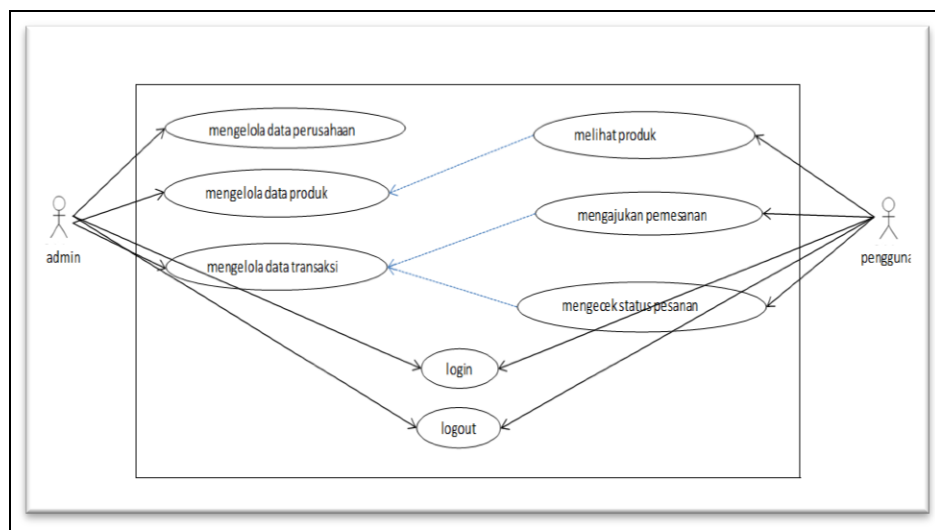 mengelola data perusahaan
melihat produk
mengelola data produk
mengajukan pemesanan
admin
pengguna
mengelola data transaksi
mengecek status pesanan
login
logout